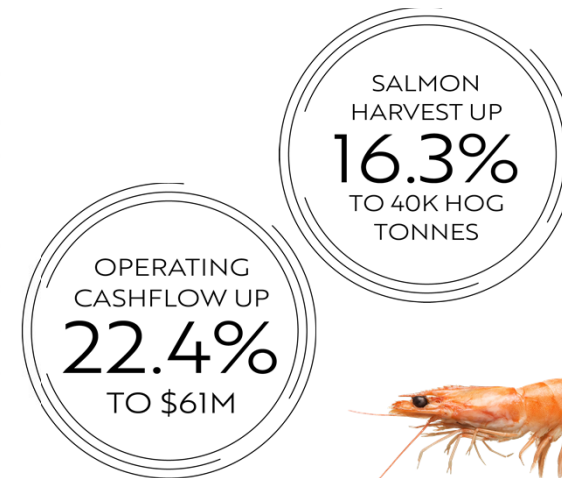 SALMON
HARVEST UP
16.3%
TO 40K HOG
TONNES
OPERATING
CASHFLOW UP
22.4%
TO $61M